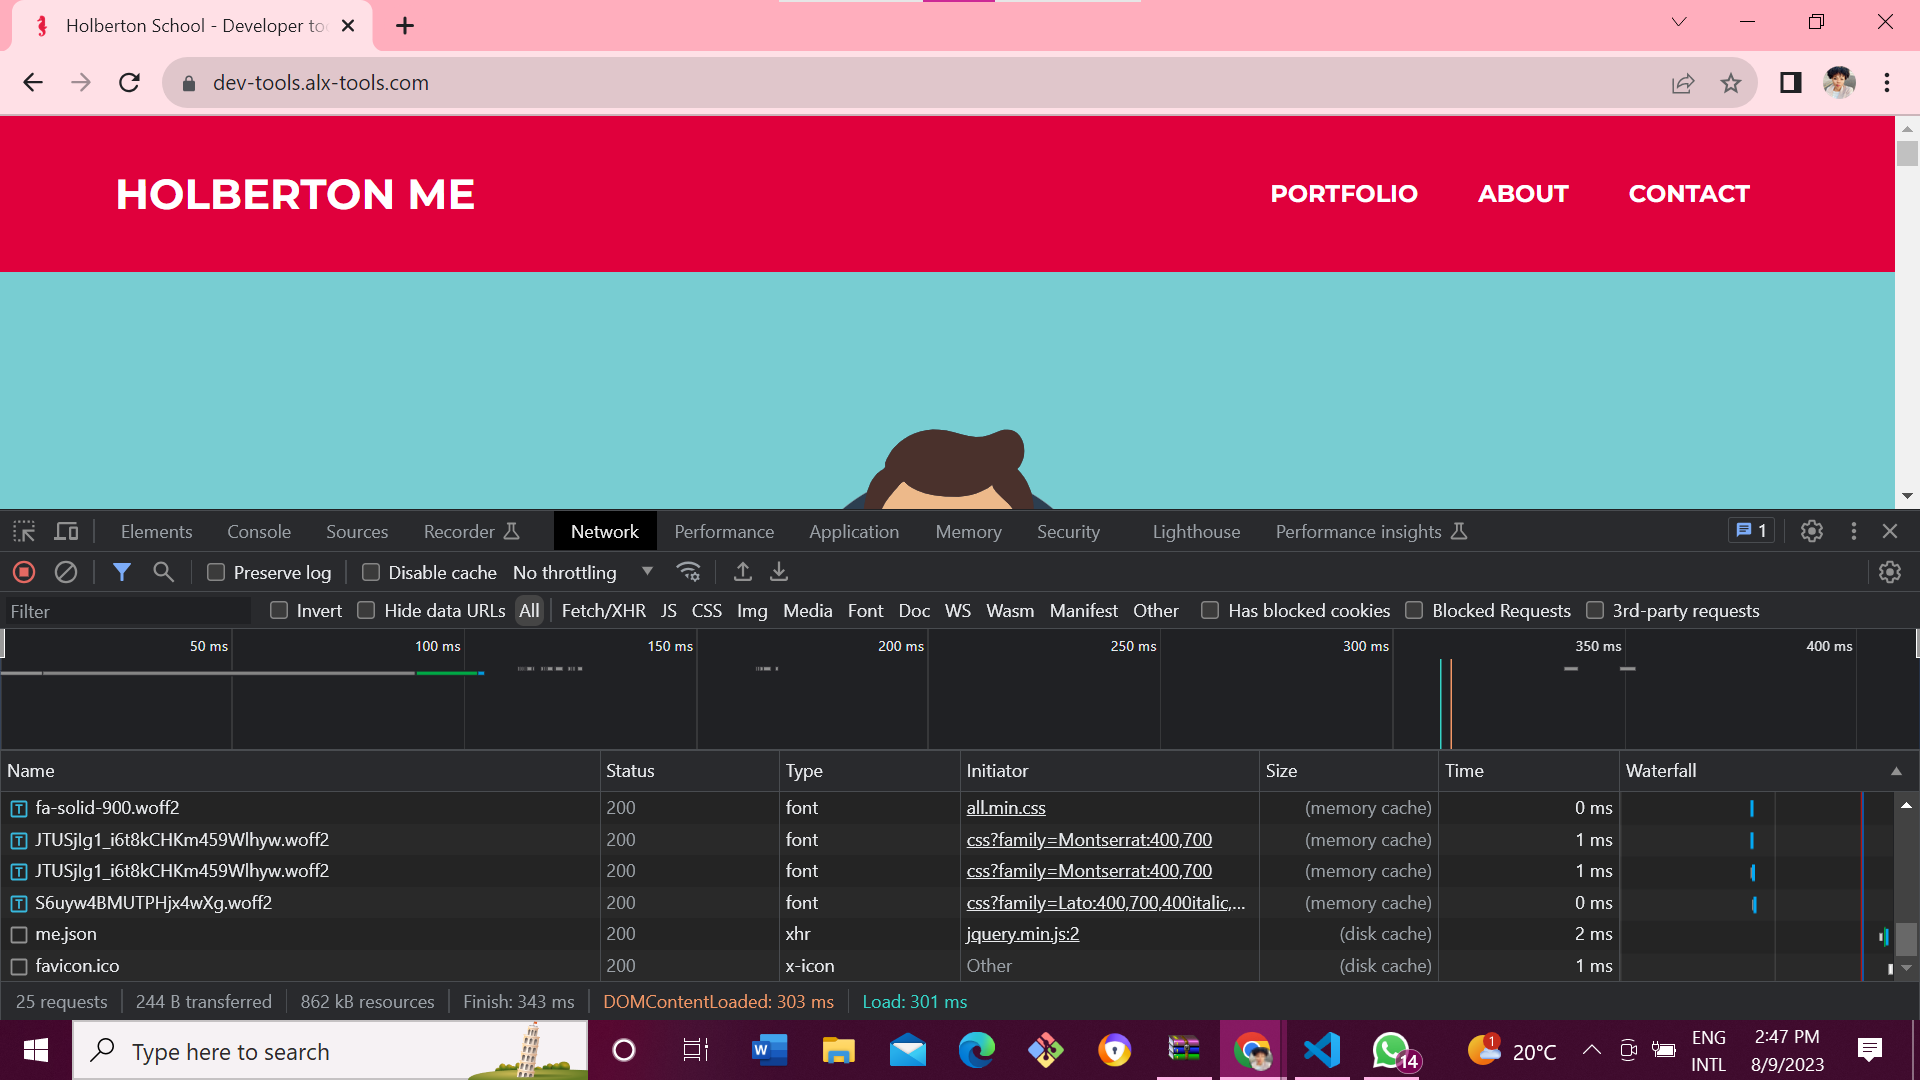 Holberton School - Developer to
dev-tools.alx-tools.com
HOLBERTON ME
PORTFOLIO ABOUT CONTACT
Elements Console Sources Recorder Network Performance Application Memory Security Lighthouse Performance insights 1
Preserve log Disable cache No throttling
Filter Invert Hide data URLs All Fetch/XHR JS CSS Img Media Font Doc WS Wasm Manifest Other Has blocked cookies Blocked Requests 3rd-party requests
50 ms 100 ms 150 ms 200 ms 250 ms 300 ms 350 ms 400 ms
Name Status Type Initiator Size Time Waterfall
fa-solid-900.woff2 200 font all.min.css (memory cache) 0 ms
JTUSjIg1_i6t8kCHKm459Wlhyw.woff2 200 font css?family=Montserrat:400,700 (memory cache) 1 ms
JTUSjIg1_i6t8kCHKm459Wlhyw.woff2 200 font css?family=Montserrat:400,700 (memory cache) 1 ms
S6uyw4BMUTPHjx4wXg.woff2 200 font css?family=Lato:400,700,400italic,... (memory cache) 0 ms
me.json 200 xhr jquery.min.js:2 (disk cache) 2 ms
favicon.ico 200 x-icon Other (disk cache) 1 ms
25 requests 244 B transferred 862 kB resources Finish: 343 ms DOMContentLoaded: 303 ms Load: 301 ms
Type here to search 14 1 20°C ENG 2:47 PM
INTL 8/9/2023